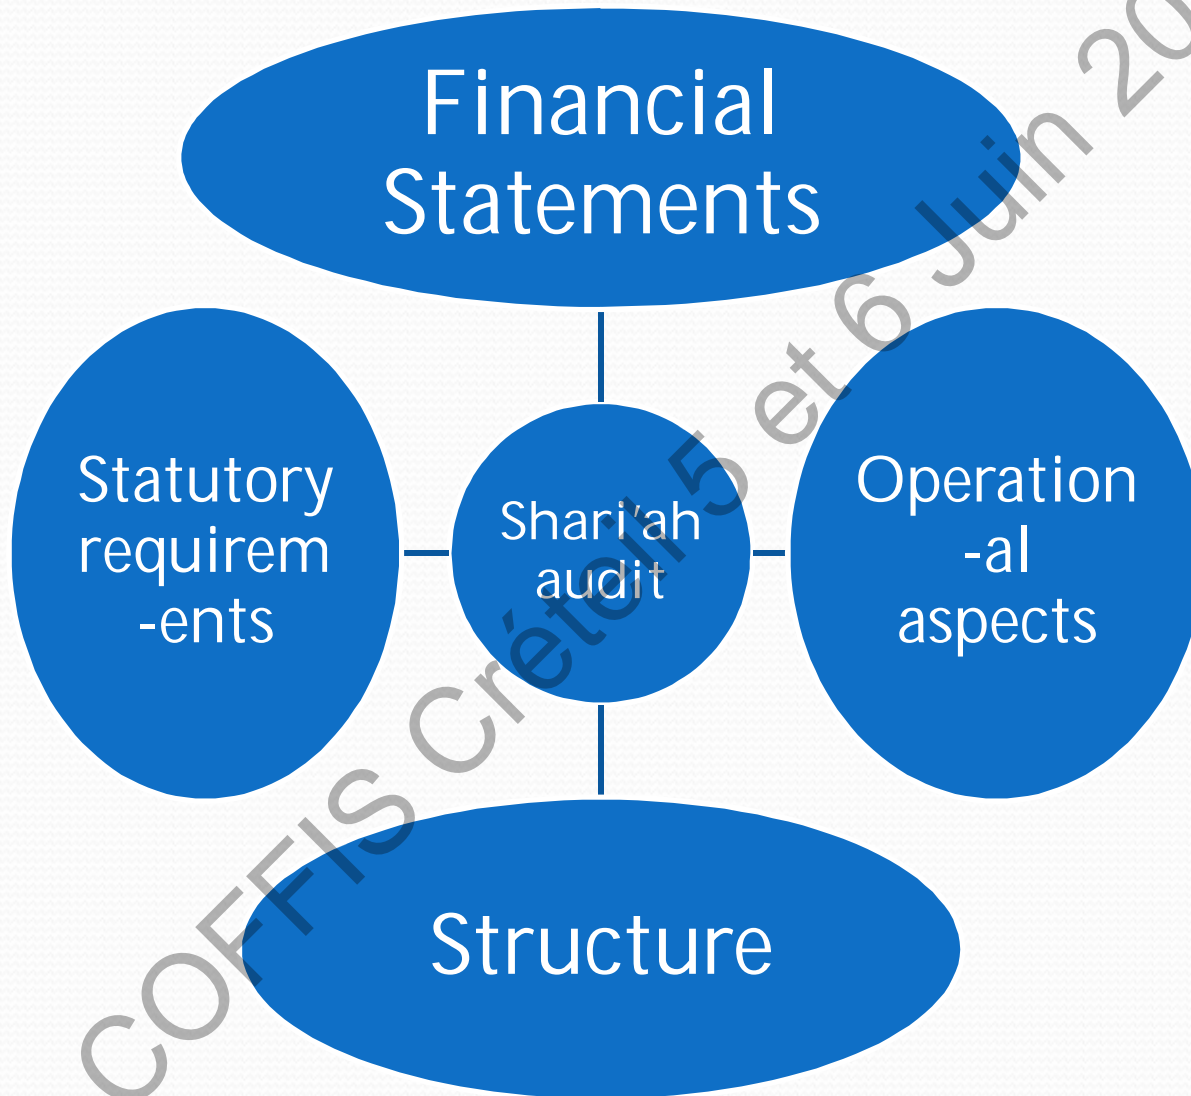 Financial
Statements
Statutory
requirem
-ents
Shari'ah
audit
Operation
-al
aspects
Structure
COFFIS Créteil 5 et 6 Juin 20